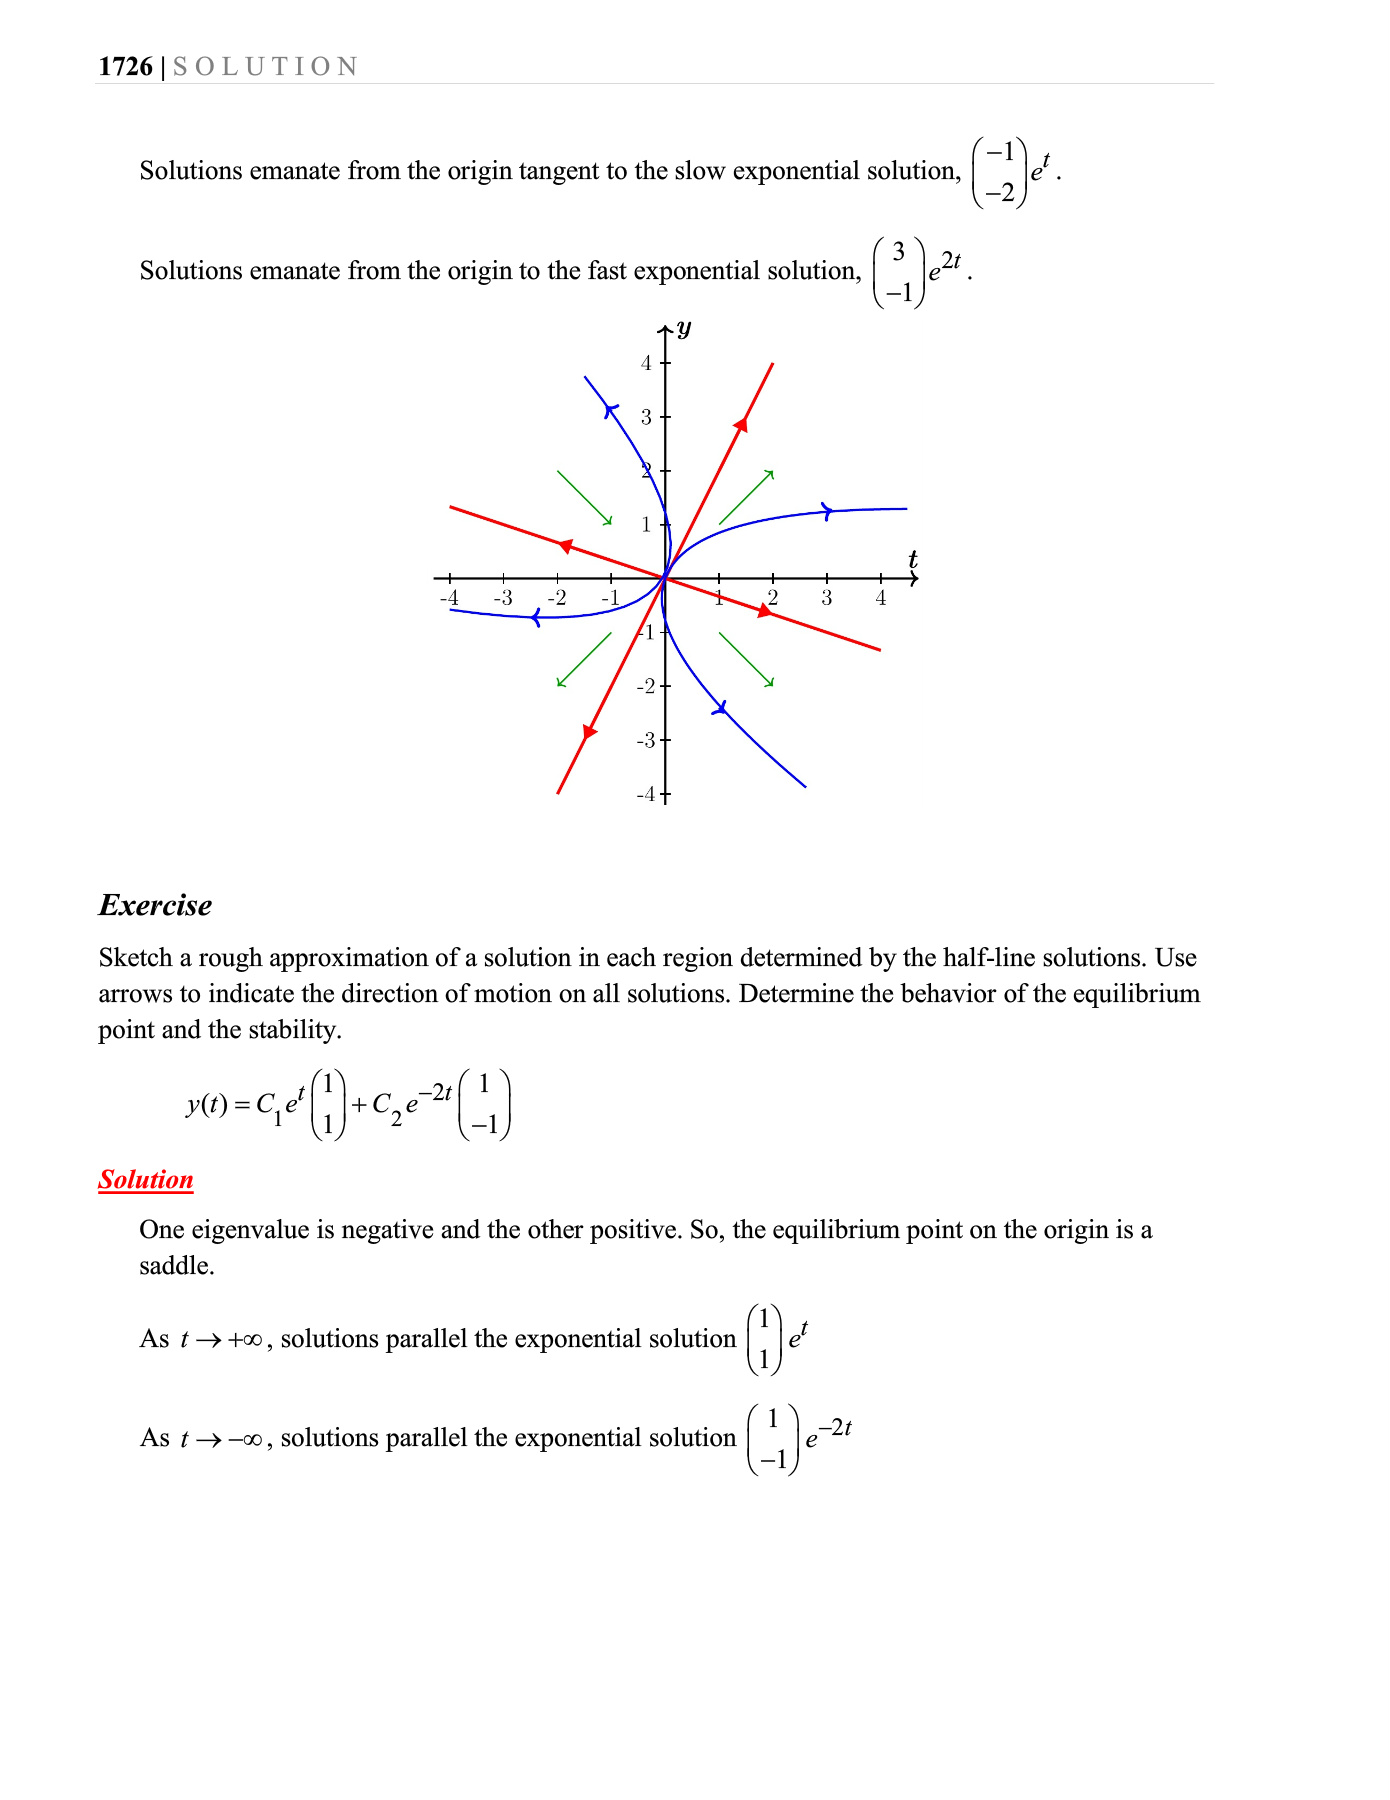 1726 | S O L U T I O N
Solutions emanate from the origin tangent to the slow exponential solution, $\begin{pmatrix} -1 \\ -2 \end{pmatrix} e^{t}$.
Solutions emanate from the origin to the fast exponential solution, $\begin{pmatrix} 3 \\ -1 \end{pmatrix} e^{2t}$.
y
4
3
2
1
t
-4 -3 -2 -1 1 2 3 4
-1
-2
-3
-4
Exercise
Sketch a rough approximation of a solution in each region determined by the half-line solutions. Use
arrows to indicate the direction of motion on all solutions. Determine the behavior of the equilibrium
point and the stability.
$y(t) = C_1 e^{t} \begin{pmatrix} 1 \\ 1 \end{pmatrix} + C_2 e^{-2t} \begin{pmatrix} 1 \\ -1 \end{pmatrix}$
Solution
One eigenvalue is negative and the other positive. So, the equilibrium point on the origin is a
saddle.
As $t \to +\infty$, solutions parallel the exponential solution $\begin{pmatrix} 1 \\ 1 \end{pmatrix} e^{t}$
As $t \to -\infty$, solutions parallel the exponential solution $\begin{pmatrix} 1 \\ -1 \end{pmatrix} e^{-2t}$